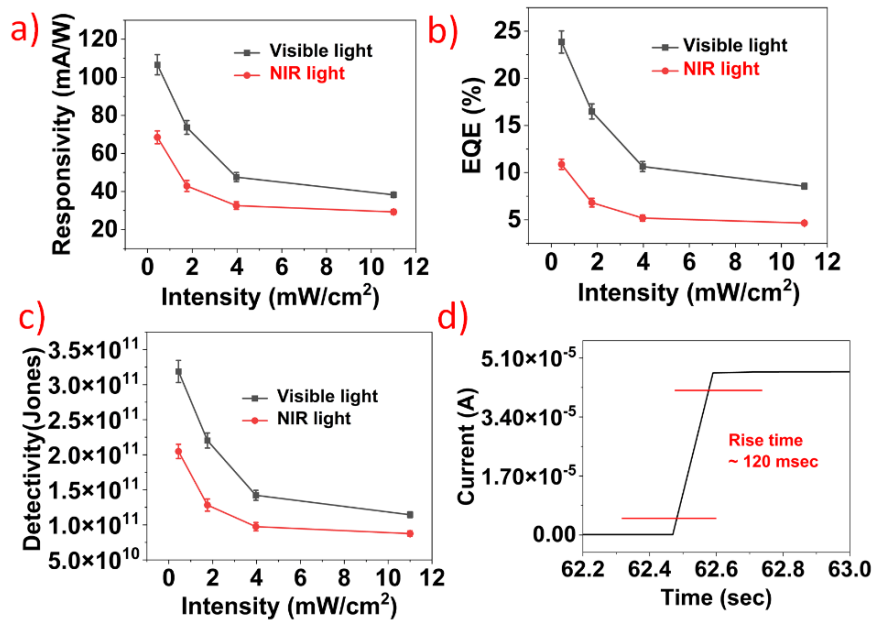 a)
Responsivity (mA/W)
120
100
80
60
40
20
Visible light
NIR light
0 2 4 6 8 10 12
Intensity (mW/cm²)
b)
EQE (%)
25
20
15
10
5
Visible light
NIR light
0 2 4 6 8 10 12
Intensity (mW/cm²)
c)
Detectivity(Jones)
3.5×10¹¹
3.0×10¹¹
2.5×10¹¹
2.0×10¹¹
1.5×10¹¹
1.0×10¹¹
5.0×10¹⁰
Visible light
NIR light
0 2 4 6 8 10 12
Intensity (mW/cm²)
d)
Current (A)
5.10×10⁻⁵
3.40×10⁻⁵
1.70×10⁻⁵
0.00
Rise time
~ 120 msec
62.2 62.4 62.6 62.8 63.0
Time (sec)